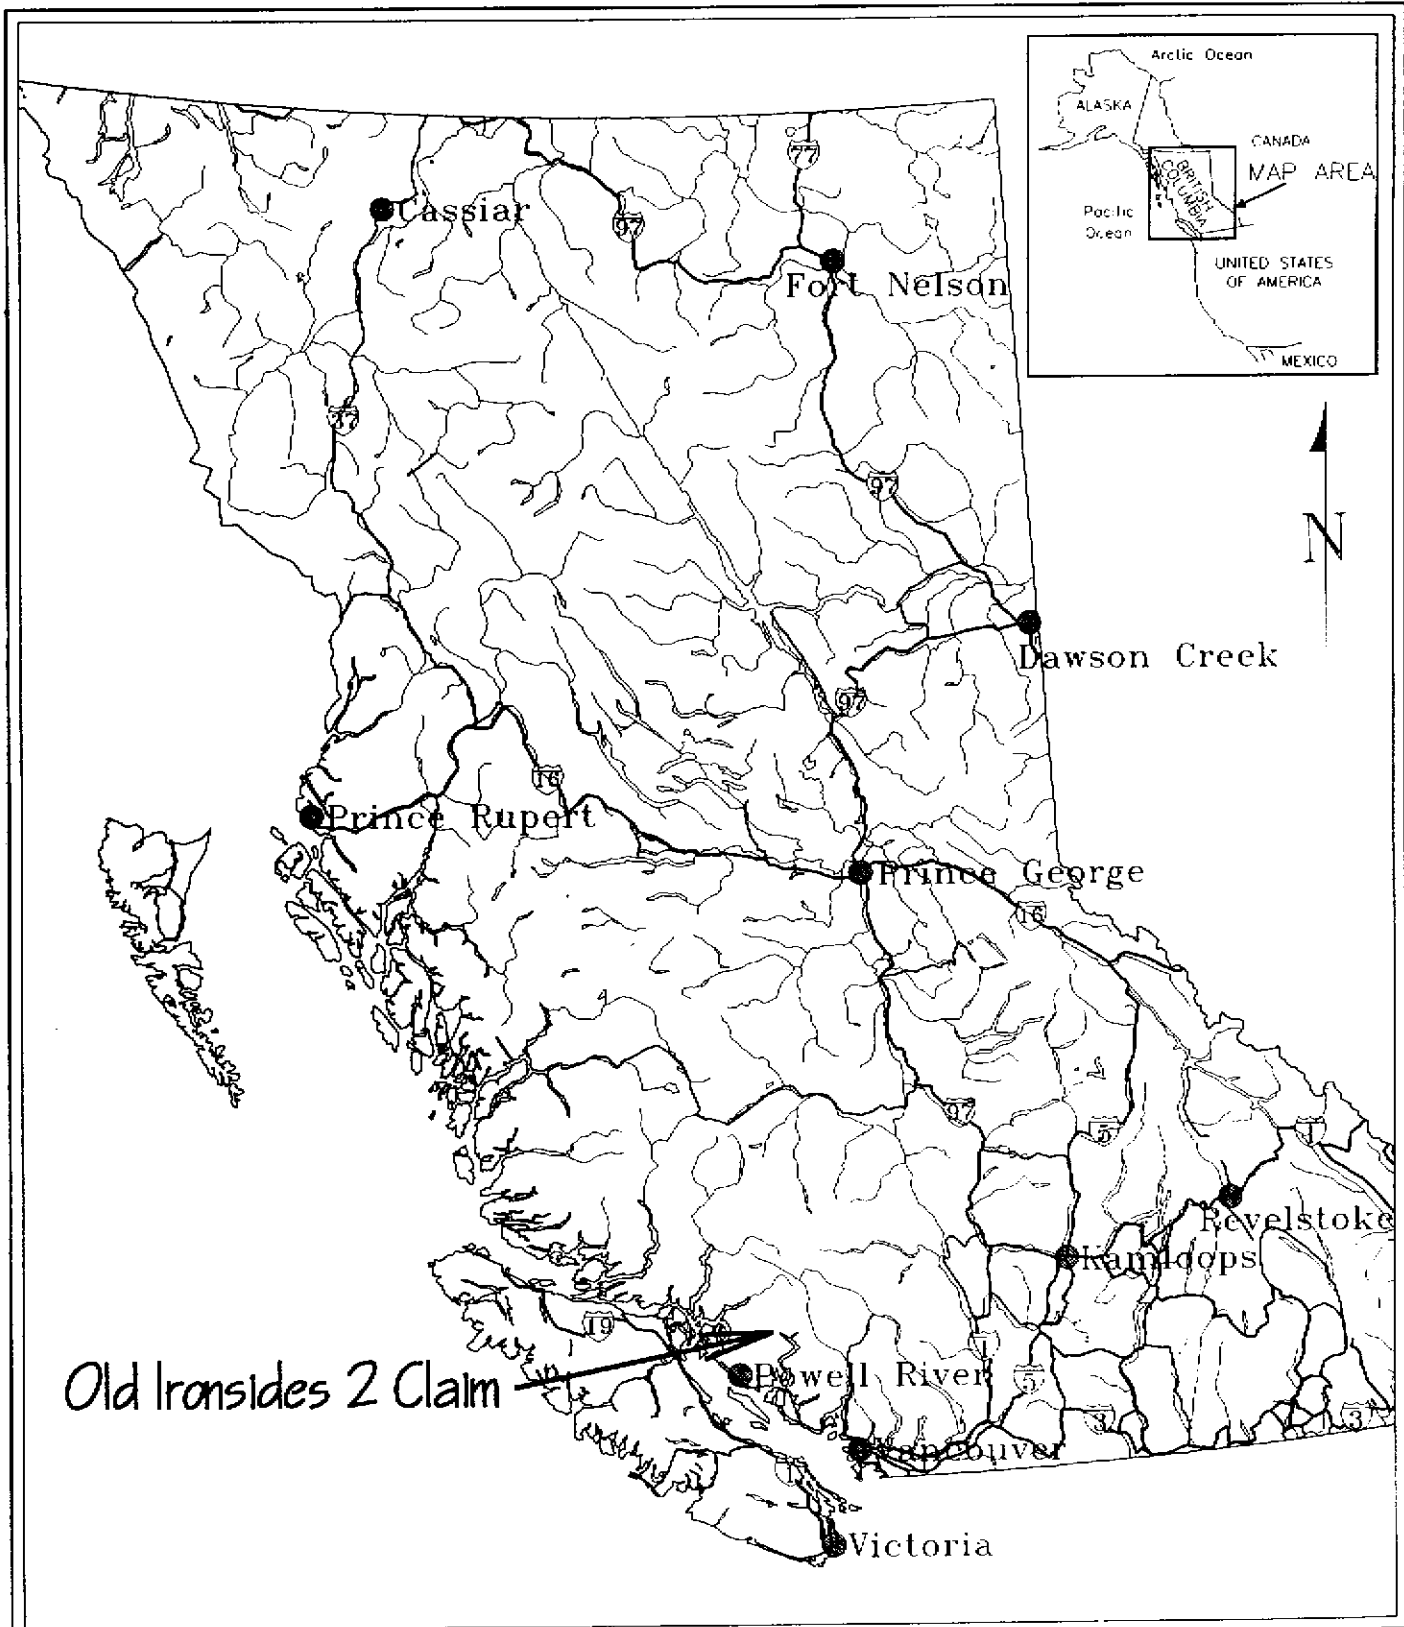 Arctic Ocean
ALASKA
CANADA
MAP AREA
BRITISH
COLUMBIA
Pacific
Ocean
UNITED STATES
OF AMERICA
MEXICO
77
Cassiar
97
Fort Nelson
37
97
N
Dawson Creek
97
16
Prince Rupert
Prince George
16
97
5
1
Revelstoke
Kamloops
19
1
Old Ironsides 2 Claim
Powell River
5
3
3
Vancouver
1
Victoria